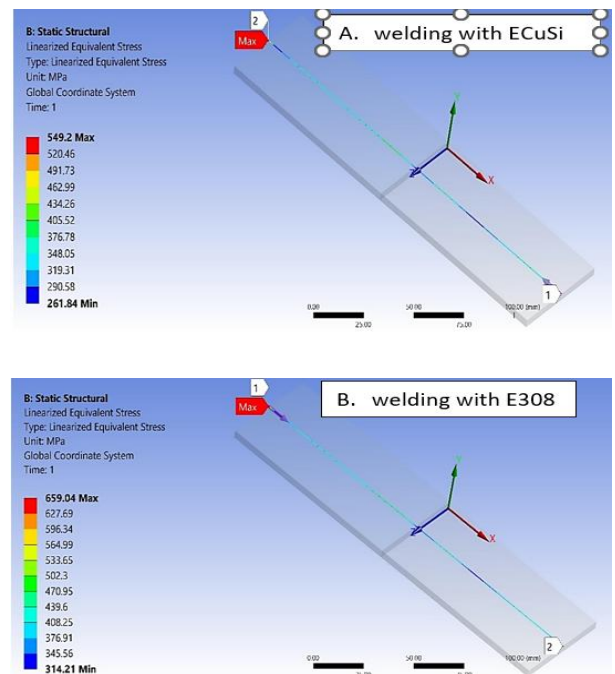 B: Static Structural
Linearized Equivalent Stress
Type: Linearized Equivalent Stress
Unit: MPa
Global Coordinate System
Time: 1
549.2 Max
520.46
491.73
462.99
434.26
405.52
376.78
348.05
319.31
290.58
261.84 Min
2
Max
A. welding with ECuSi
Y
X
Z
1
0.00
50.00
100.00 (mm)
25.00
75.00
B: Static Structural
Linearized Equivalent Stress
Type: Linearized Equivalent Stress
Unit: MPa
Global Coordinate System
Time: 1
659.04 Max
627.69
596.34
564.99
533.65
502.3
470.95
439.6
408.25
376.91
345.56
314.21 Min
1
Max
B. welding with E308
Y
X
Z
2
0.00
50.00
100.00 (mm)